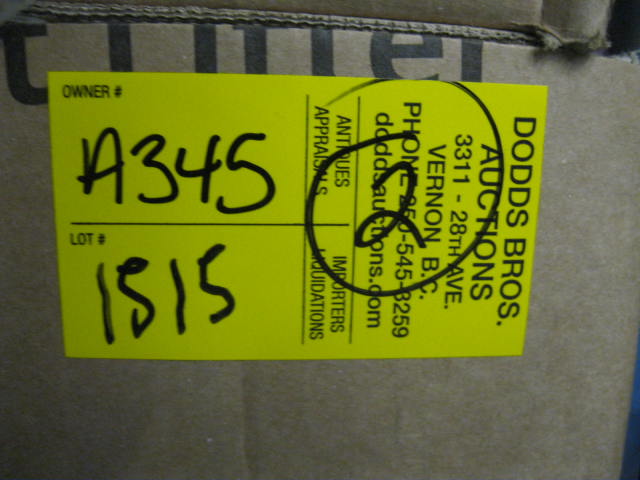 OWNER #
A345
LOT #
1515
ANTIQUES
APPRAISALS
IMPORTERS
LIQUIDATIONS
8
DODDS BROS.
AUCTIONS
3311 - 28TH AVE.
VERNON, B.C.
PHONE 250-545-3259
doddsauctions.com